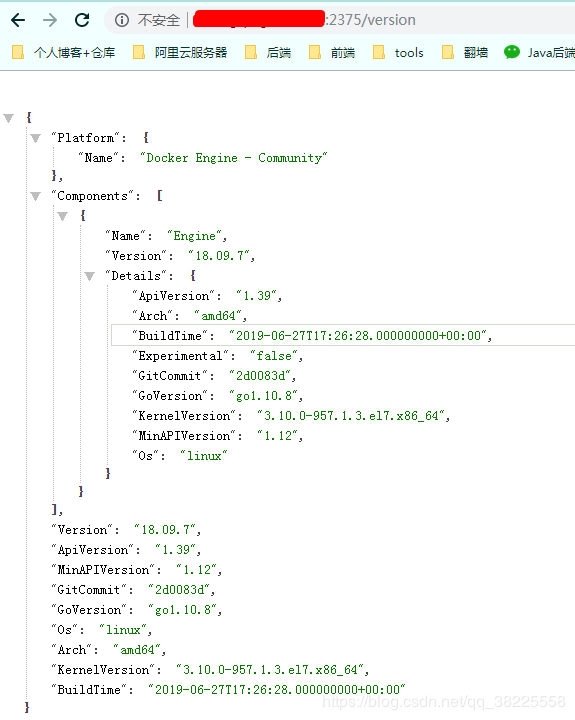 不安全 :2375/version
个人博客+仓库 阿里云服务器 后端 前端 tools 翻墙 Java后端
{
"Platform": {
"Name": "Docker Engine - Community"
},
"Components": [
{
"Name": "Engine",
"Version": "18.09.7",
"Details": {
"ApiVersion": "1.39",
"Arch": "amd64",
"BuildTime": "2019-06-27T17:26:28.000000000+00:00",
"Experimental": "false",
"GitCommit": "2d0083d",
"GoVersion": "go1.10.8",
"KernelVersion": "3.10.0-957.1.3.el7.x86_64",
"MinAPIVersion": "1.12",
"Os": "linux"
}
}
],
"Version": "18.09.7",
"ApiVersion": "1.39",
"MinAPIVersion": "1.12",
"GitCommit": "2d0083d",
"GoVersion": "go1.10.8",
"Os": "linux",
"Arch": "amd64",
"KernelVersion": "3.10.0-957.1.3.el7.x86_64",
"BuildTime": "2019-06-27T17:26:28.000000000+00:00"
}
https://blog.csdn.net/qq_38225558